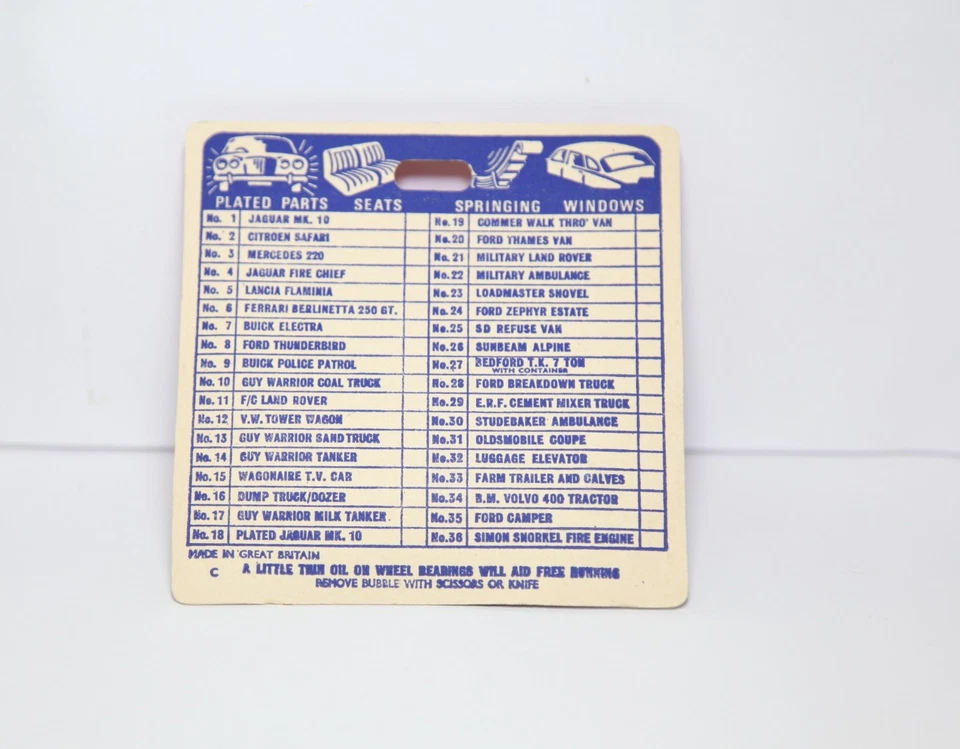 PLATED PARTS SEATS SPRINGING WINDOWS
No. 1 JAGUAR MK. 10
No. 2 CITROEN SAFARI
No. 3 MERCEDES 220
No. 4 JAGUAR FIRE CHIEF
No. 5 LANCIA FLAMINIA
No. 6 FERRARI BERLINETTA 250 GT.
No. 7 BUICK ELECTRA
No. 8 FORD THUNDERBIRD
No. 9 BUICK POLICE PATROL
No. 10 GUY WARRIOR COAL TRUCK
No. 11 F/C LAND ROVER
No. 12 V.W. TOWER WAGON
No. 13 GUY WARRIOR SAND TRUCK
No. 14 GUY WARRIOR TANKER
No. 15 WAGONAIRE T.V. CAR
No. 16 DUMP TRUCK/DOZER
No. 17 GUY WARRIOR MILK TANKER
No. 18 PLATED JAGUAR MK. 10
No. 19 COMMER WALK THRO' VAN
No. 20 FORD THAMES VAN
No. 21 MILITARY LAND ROVER
No. 22 MILITARY AMBULANCE
No. 23 LOADMASTER SHOVEL
No. 24 FORD ZEPHYR ESTATE
No. 25 SD REFUSE VAN
No. 26 SUNBEAM ALPINE
No. 27 BEDFORD T.K. 7 TON
WITH CONTAINER
No. 28 FORD BREAKDOWN TRUCK
No. 29 E.R.F. CEMENT MIXER TRUCK
No. 30 STUDEBAKER AMBULANCE
No. 31 OLDSMOBILE COUPE
No. 32 LUGGAGE ELEVATOR
No. 33 FARM TRAILER AND CALVES
No. 34 B.M. VOLVO 400 TRACTOR
No. 35 FORD CAMPER
No. 36 SIMON SNORKEL FIRE ENGINE
MADE IN GREAT BRITAIN
C A LITTLE THIN OIL ON WHEEL BEARINGS WILL AID FREE RUNNING
REMOVE BUBBLE WITH SCISSORS OR KNIFE